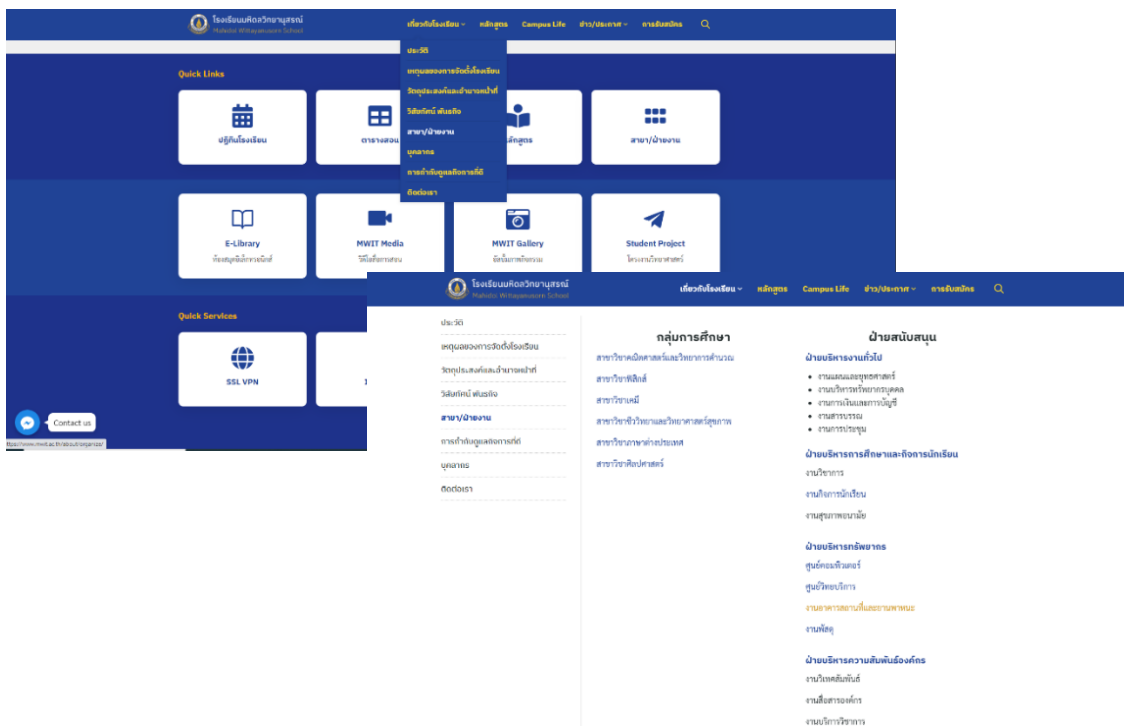 โรงเรียนมหิดลวิทยานุสรณ์
Mahidol Wittayanusorn School
เกี่ยวกับโรงเรียน
หลักสูตร
Campus Life
ข่าว/ประกาศ
การรับสมัคร
ประวัติ
เหตุผลของการจัดตั้งโรงเรียน
วัตถุประสงค์และอำนาจหน้าที่
วิสัยทัศน์ พันธกิจ
สาขา/ฝ่ายงาน
บุคลากร
การกำกับดูแลกิจการที่ดี
ติดต่อเรา
Quick Links
ปฏิทินโรงเรียน
ตารางสอน
หลักสูตร
สาขา/ฝ่ายงาน
E-Library
ห้องสมุดอิเล็กทรอนิกส์
MWIT Media
วิดีโอสื่อการสอน
MWIT Gallery
อัลบั้มภาพกิจกรรม
Student Project
โครงงานวิทยาศาสตร์
Quick Services
SSL VPN
Contact us
https://www.mwit.ac.th/about/organize/
โรงเรียนมหิดลวิทยานุสรณ์
Mahidol Wittayanusorn School
เกี่ยวกับโรงเรียน
หลักสูตร
Campus Life
ข่าว/ประกาศ
การรับสมัคร
ประวัติ
เหตุผลของการจัดตั้งโรงเรียน
วัตถุประสงค์และอำนาจหน้าที่
วิสัยทัศน์ พันธกิจ
สาขา/ฝ่ายงาน
การกำกับดูแลกิจการที่ดี
บุคลากร
ติดต่อเรา
กลุ่มการศึกษา
สาขาวิชาคณิตศาสตร์และวิทยาการคำนวณ
สาขาวิชาฟิสิกส์
สาขาวิชาเคมี
สาขาวิชาชีววิทยาและวิทยาศาสตร์สุขภาพ
สาขาวิชาภาษาต่างประเทศ
สาขาวิชาศิลปศาสตร์
ฝ่ายสนับสนุน
ฝ่ายบริหารงานทั่วไป
งานแผนและยุทธศาสตร์
งานบริหารทรัพยากรบุคคล
งานการเงินและการบัญชี
งานสารบรรณ
งานการประชุม
ฝ่ายบริหารการศึกษาและกิจการนักเรียน
งานวิชาการ
งานกิจการนักเรียน
งานสุขภาพอนามัย
ฝ่ายบริหารทรัพยากร
ศูนย์คอมพิวเตอร์
ศูนย์วิทยบริการ
งานอาคารสถานที่และยานพาหนะ
งานพัสดุ
ฝ่ายบริหารความสัมพันธ์องค์กร
งานวิเทศสัมพันธ์
งานสื่อสารองค์กร
งานบริการวิชาการ